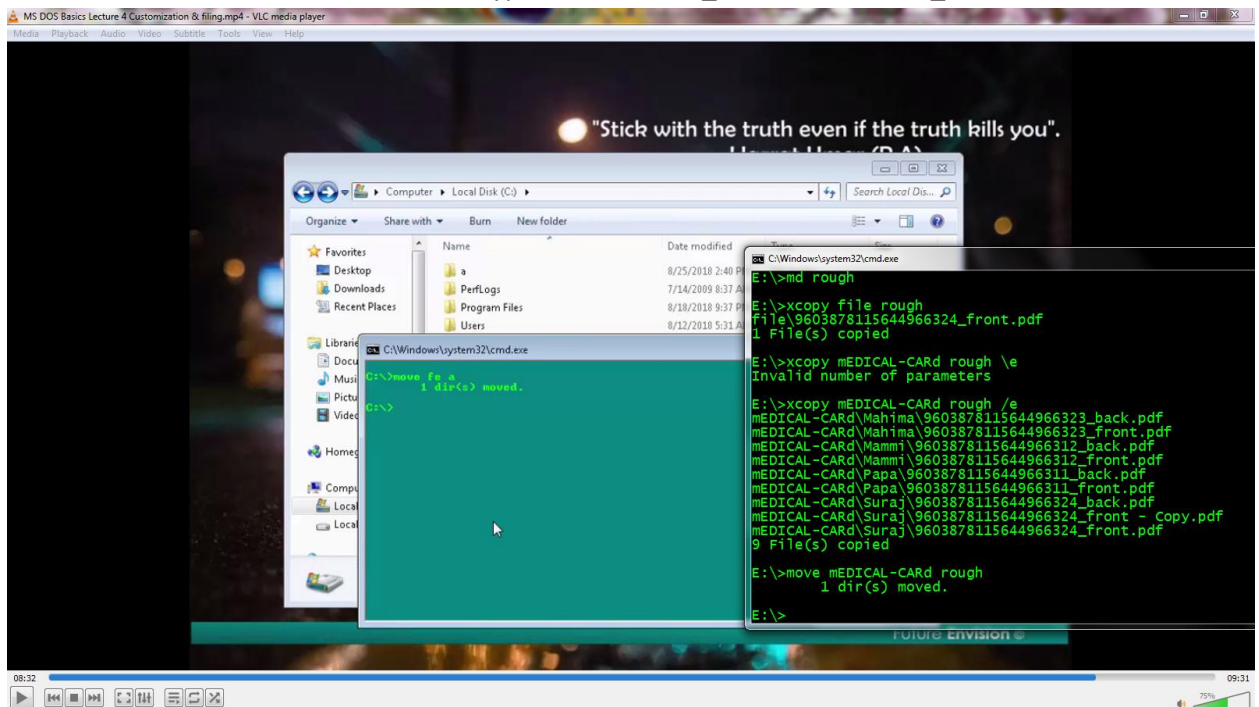 MS DOS Basics Lecture 4 Customization & filing.mp4 - VLC media player
Media Playback Audio Video Subtitle Tools View Help
"Stick with the truth even if the truth kills you".
Computer Local Disk (C:)
Search Local Dis...
Organize Share with Burn New folder
Favorites
Desktop
Downloads
Recent Places
Name Date modified
a 8/25/2018 2:40 P
PerfLogs 7/14/2009 8:37 A
Program Files 8/18/2018 9:37 P
Users 8/12/2018 5:31 A
Librarie
Docu
Musi
Pictu
Videc
Homeg
Compu
Local
Local
C:\Windows\system32\cmd.exe
C:\>move fe a
1 dir(s) moved.
C:\>
C:\Windows\system32\cmd.exe
E:\>md rough
E:\>xcopy file rough
file\9603878115644966324_front.pdf
1 File(s) copied
E:\>xcopy mEDICAL-CARd rough \e
Invalid number of parameters
E:\>xcopy mEDICAL-CARd rough /e
mEDICAL-CARd\Mahima\9603878115644966323_back.pdf
mEDICAL-CARd\Mahima\9603878115644966323_front.pdf
mEDICAL-CARd\Mammi\9603878115644966312_back.pdf
mEDICAL-CARd\Mammi\9603878115644966312_front.pdf
mEDICAL-CARd\Papa\9603878115644966311_back.pdf
mEDICAL-CARd\Papa\9603878115644966311_front.pdf
mEDICAL-CARd\Suraj\9603878115644966324_back.pdf
mEDICAL-CARd\Suraj\9603878115644966324_front - Copy.pdf
mEDICAL-CARd\Suraj\9603878115644966324_front.pdf
9 File(s) copied
E:\>move mEDICAL-CARd rough
1 dir(s) moved.
E:\>
Future Envision ©
08:32 09:31
75%